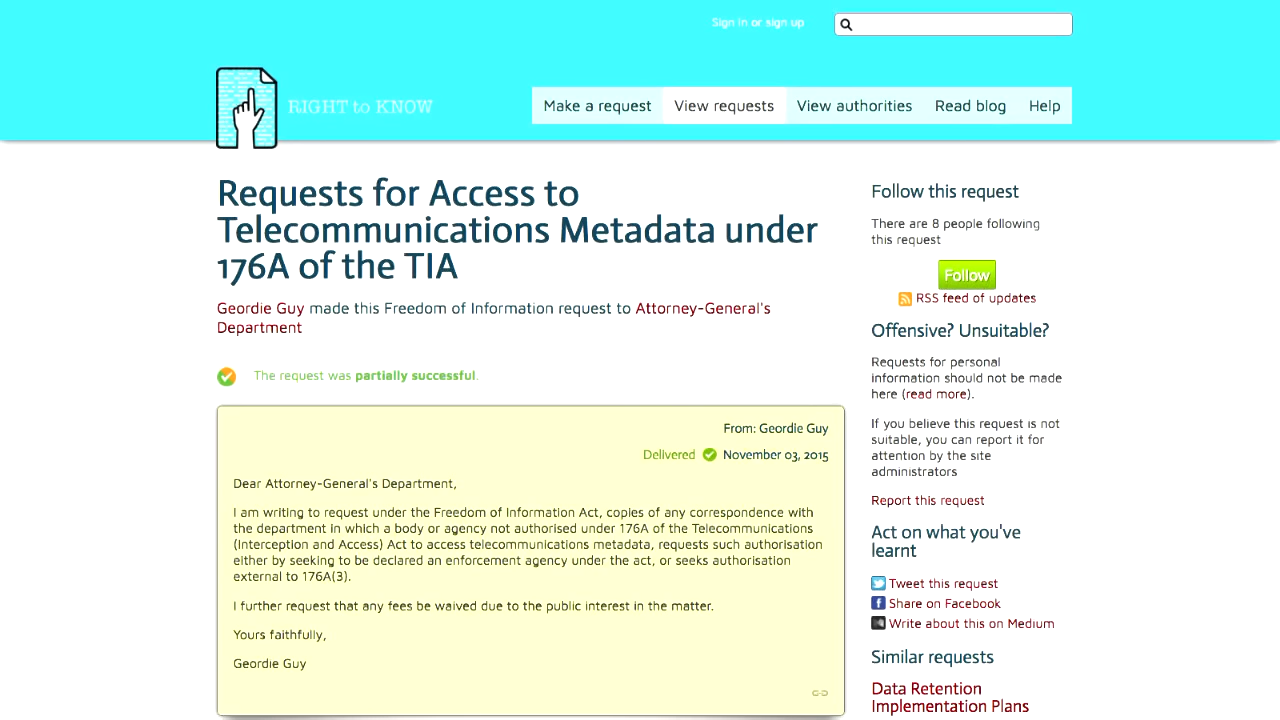 Sign in or sign up
RIGHT to KNOW
Make a request View requests View authorities Read blog Help
Requests for Access to
Telecommunications Metadata under
176A of the TIA
Geordie Guy made this Freedom of Information request to Attorney-General's
Department
The request was partially successful.
From: Geordie Guy
Delivered November 03, 2015
Dear Attorney-General's Department,
I am writing to request under the Freedom of Information Act, copies of any correspondence with
the department in which a body or agency not authorised under 176A of the Telecommunications
(Interception and Access) Act to access telecommunications metadata, requests such authorisation
either by seeking to be declared an enforcement agency under the act, or seeks authorisation
external to 176A(3).
I further request that any fees be waived due to the public interest in the matter.
Yours faithfully,
Geordie Guy
Follow this request
There are 8 people following
this request
Follow
RSS feed of updates
Offensive? Unsuitable?
Requests for personal
information should not be made
here (read more).
If you believe this request is not
suitable, you can report it for
attention by the site
administrators
Report this request
Act on what you've
learnt
Tweet this request
Share on Facebook
Write about this on Medium
Similar requests
Data Retention
Implementation Plans